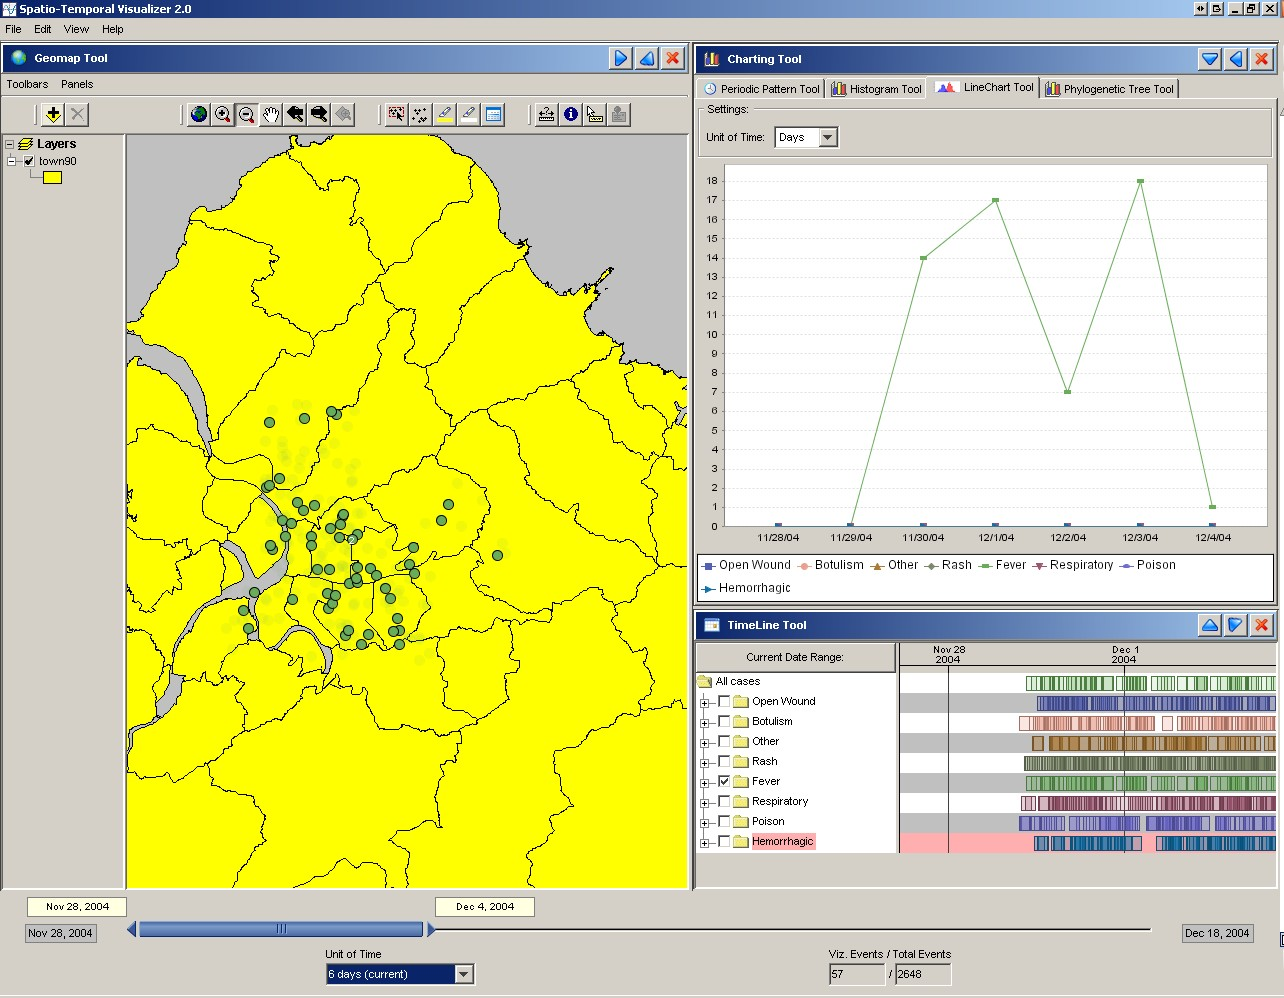 Spatio-Temporal Visualizer 2.0
File Edit View Help
Geomap Tool
Toolbars Panels
Layers
town90
Charting Tool
Periodic Pattern Tool Histogram Tool LineChart Tool Phylogenetic Tree Tool
Settings:
Unit of Time: Days
18
17
16
15
14
13
12
11
10
9
8
7
6
5
4
3
2
1
0
11/28/04 11/29/04 11/30/04 12/1/04 12/2/04 12/3/04 12/4/04
Open Wound Botulism Other Rash Fever Respiratory Poison
Hemorrhagic
TimeLine Tool
Current Date Range:
Nov 28 Dec 1
2004 2004
All cases
Open Wound
Botulism
Other
Rash
Fever
Respiratory
Poison
Hemorrhagic
Nov 28, 2004 Dec 4, 2004
Nov 28, 2004 Dec 18, 2004
Unit of Time Viz. Events / Total Events
6 days (current) 57 / 2648